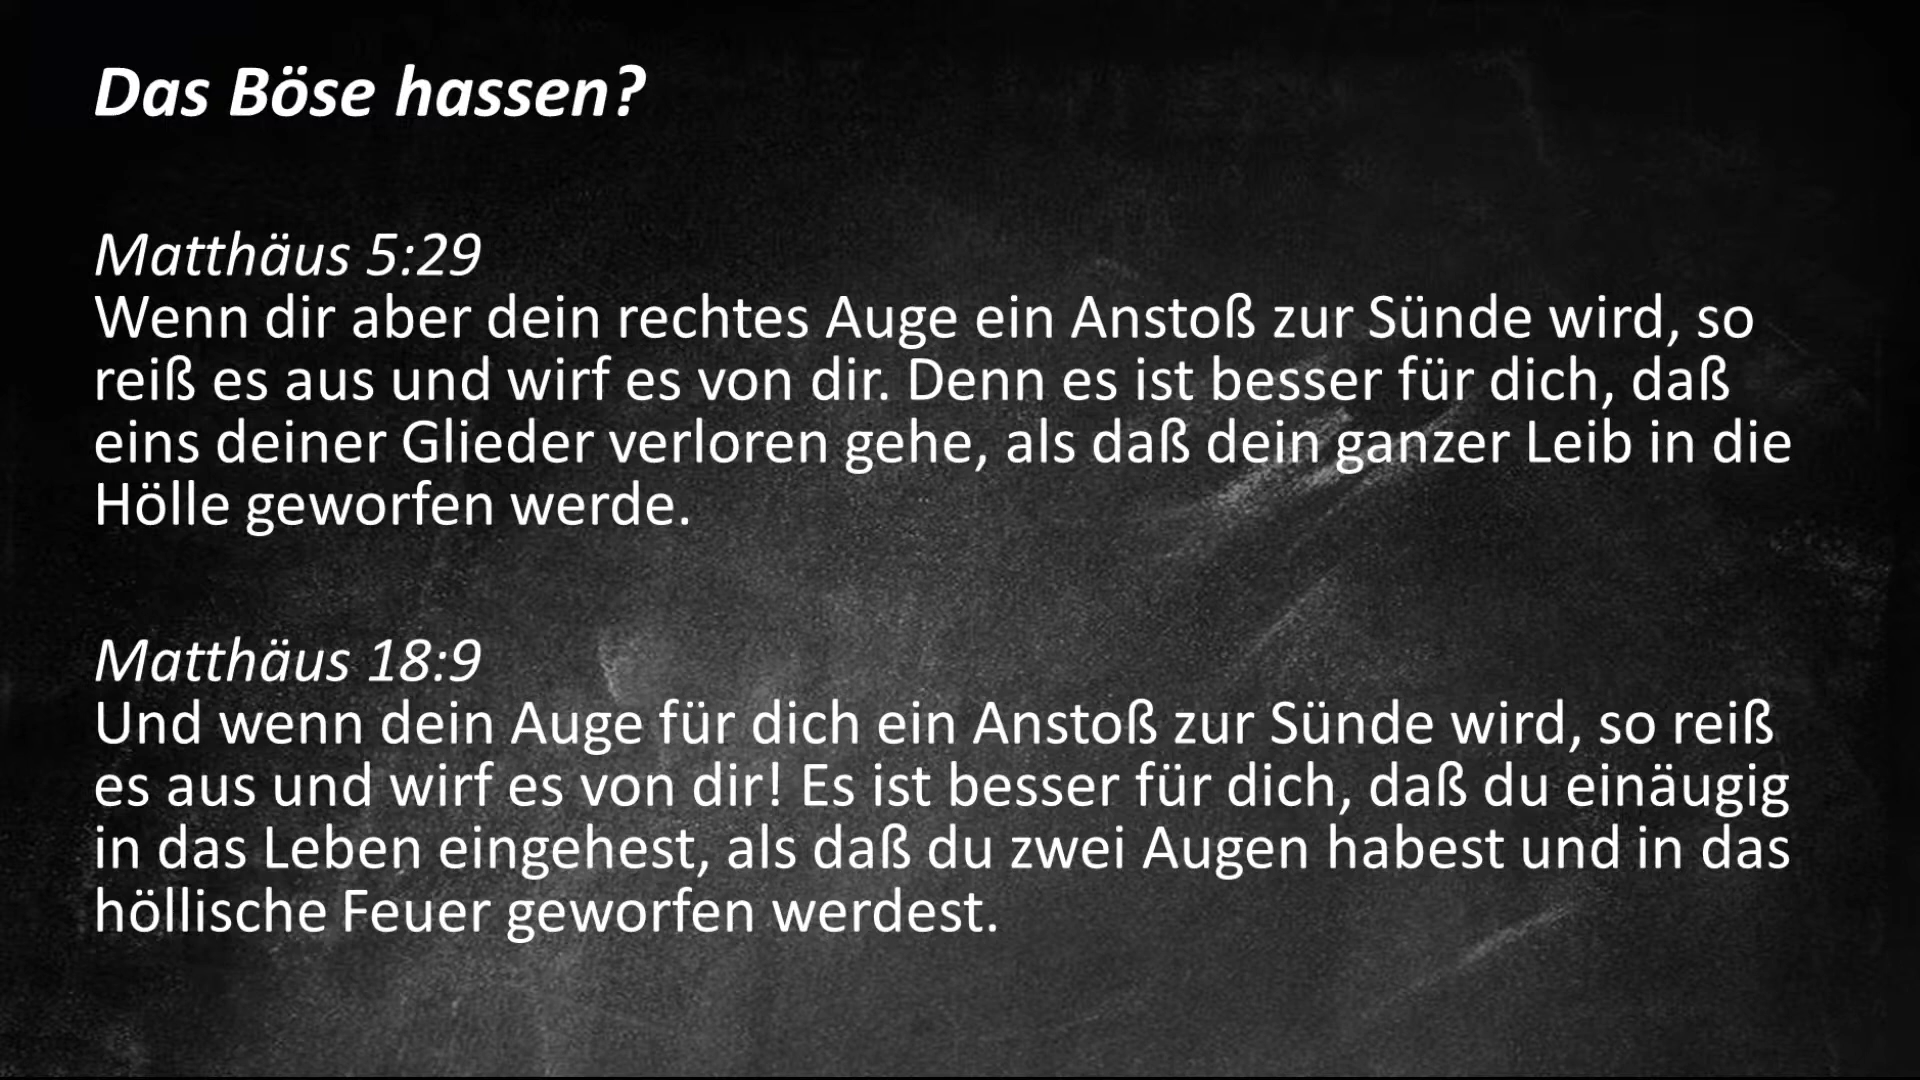 Das Böse hassen?
Matthäus 5:29
Wenn dir aber dein rechtes Auge ein Anstoß zur Sünde wird, so
reiß es aus und wirf es von dir. Denn es ist besser für dich, daß
eins deiner Glieder verloren gehe, als daß dein ganzer Leib in die
Hölle geworfen werde.
Matthäus 18:9
Und wenn dein Auge für dich ein Anstoß zur Sünde wird, so reiß
es aus und wirf es von dir! Es ist besser für dich, daß du einäugig
in das Leben eingehest, als daß du zwei Augen habest und in das
höllische Feuer geworfen werdest.